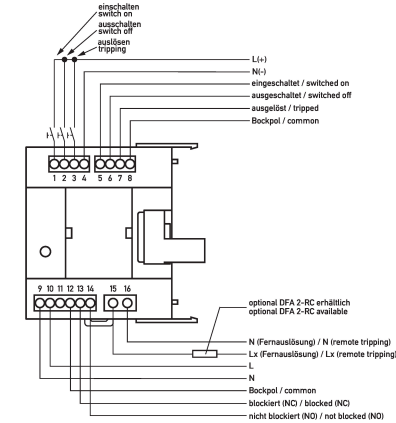 einschalten
switch on
ausschalten
switch off
auslösen
tripping
L(+)
N(-)
eingeschaltet / switched on
ausgeschaltet / switched off
ausgelöst / tripped
Bockpol / common
1 2 3 4 5 6 7 8
9 10 11 12 13 14 15 16
optional DFA 2-RC erhältlich
optional DFA 2-RC available
N (Fernauslösung) / N (remote tripping)
Lx (Fernauslösung) / Lx (remote tripping)
L
N
Bockpol / common
blockiert (NC) / blocked (NC)
nicht blockiert (NO) / not blocked (NO)